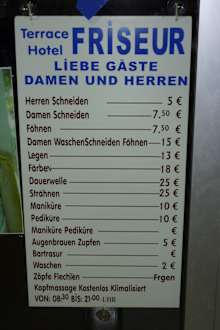 Terrace
Hotel
FRISEUR
LIEBE GÄSTE
DAMEN UND HERREN
Herren Schneiden 5 €
Damen Schneiden 7,50 €
Föhnen 7,50 €
Damen WaschenSchneiden Föhnen 15 €
Legen 13 €
Färben 18 €
Dauerwelle 25 €
Strähnen 25 €
Maniküre 10 €
Pediküre 10 €
Maniküre Pediküre €
Augenbrauen Zupfen 5 €
Bartrasur €
Waschen 2 €
Zöpfe Flechten Frgen
Kopfmassage Kostenlos Klimalisiert
VON: 08:30 BIS: 21:00 UHR